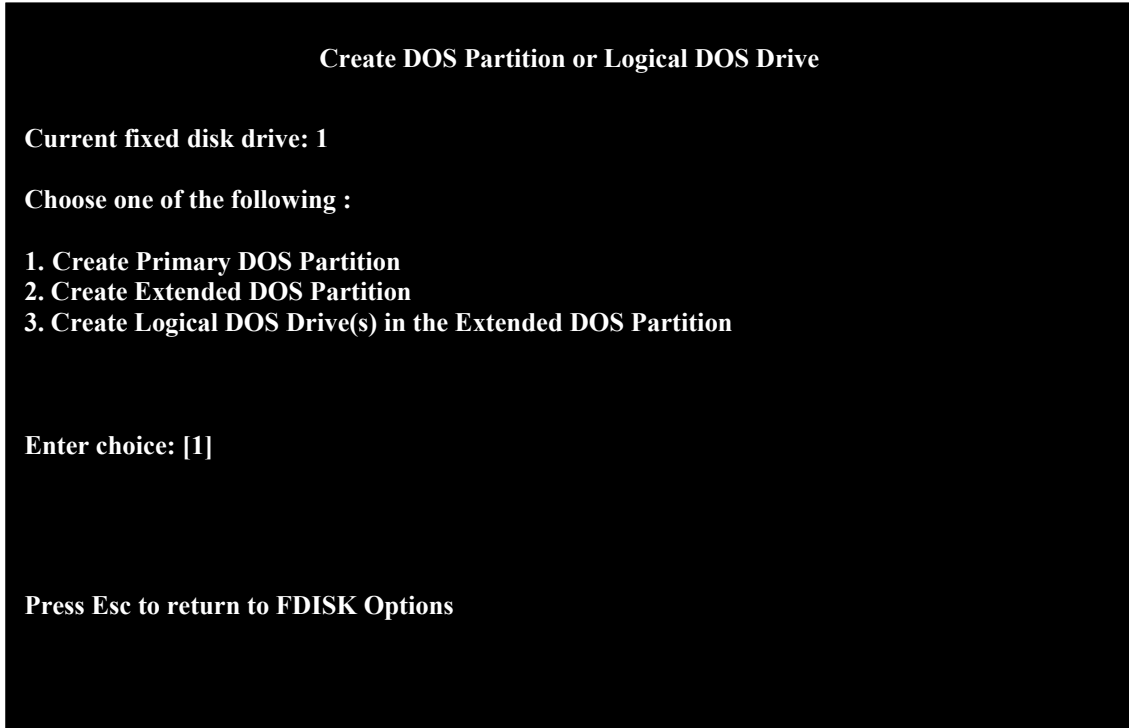 Create DOS Partition or Logical DOS Drive
Current fixed disk drive: 1
Choose one of the following :
1. Create Primary DOS Partition
2. Create Extended DOS Partition
3. Create Logical DOS Drive(s) in the Extended DOS Partition
Enter choice: [1]
Press Esc to return to FDISK Options